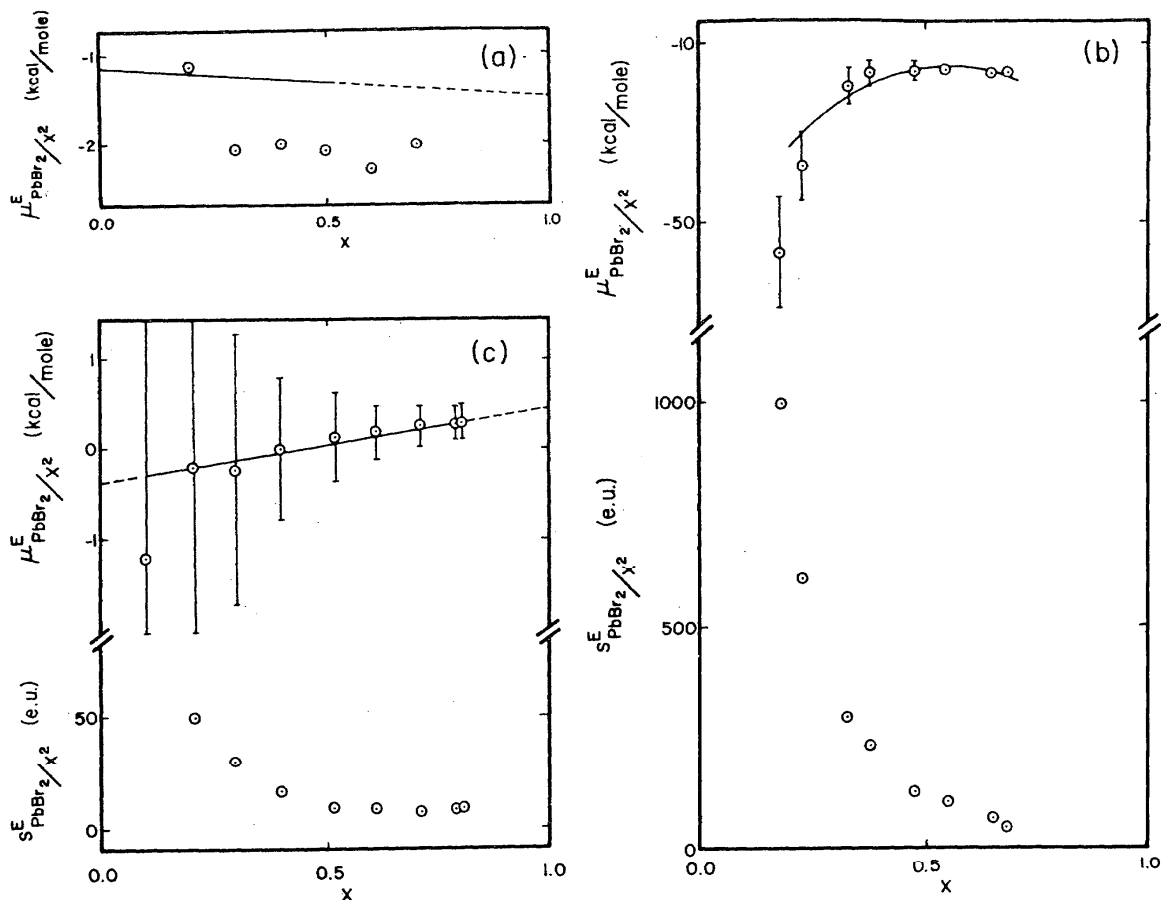 (a)
μ^E_PbBr2/x² (kcal/mole)
-1
-2
0.0
0.5
1.0
X
(b)
μ^E_PbBr2/x² (kcal/mole)
-10
-50
S^E_PbBr2/x² (e.u.)
1000
500
0
0.0
0.5
1.0
X
(c)
μ^E_PbBr2/x² (kcal/mole)
1
0
-1
S^E_PbBr2/x² (e.u.)
50
0
0.0
0.5
1.0
X